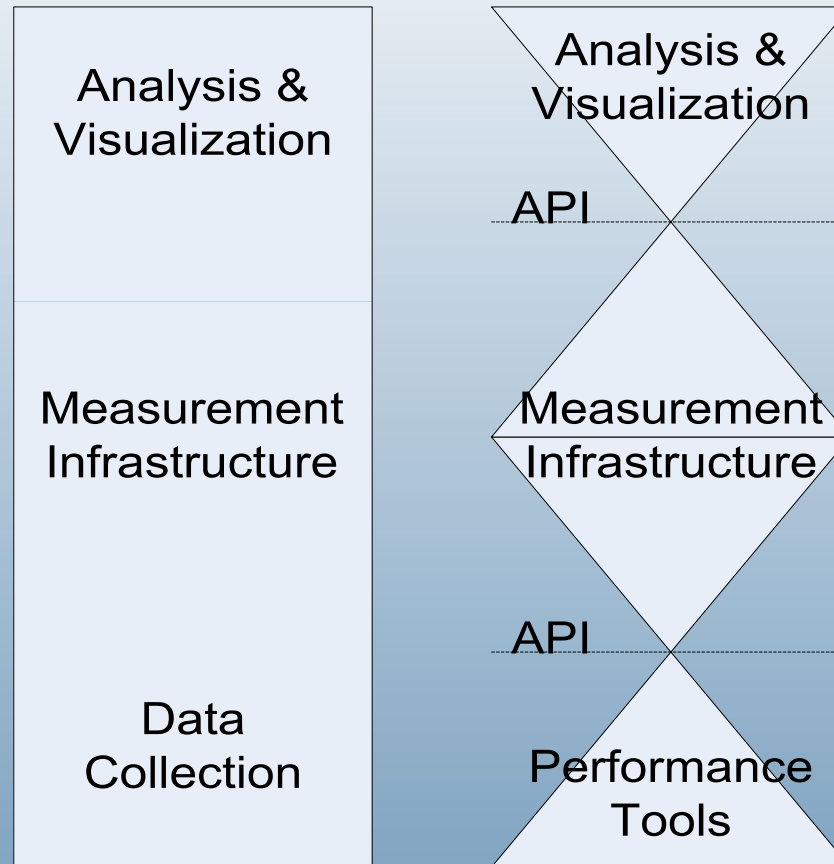 Analysis &
Visualization
Measurement
Infrastructure
Data
Collection
Analysis &
Visualization
API
Measurement
Infrastructure
API
Performance
Tools